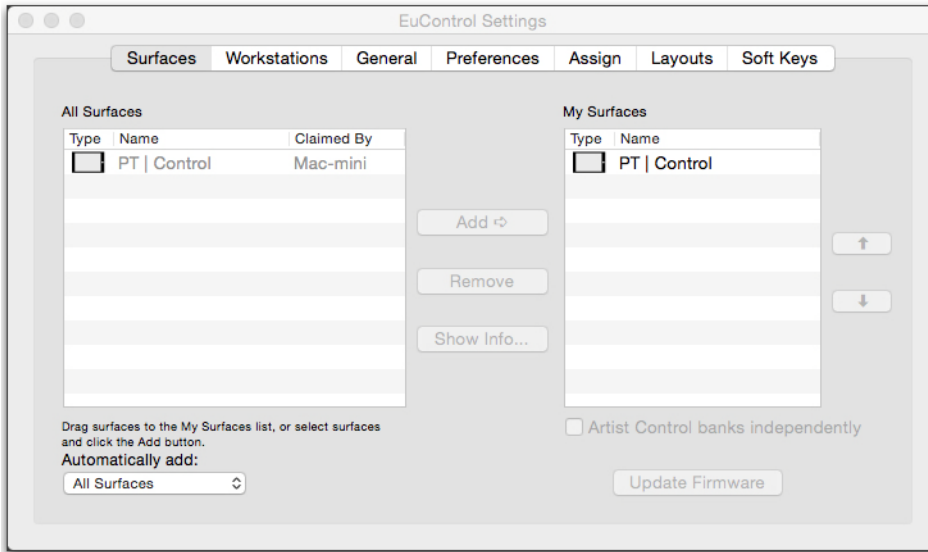 EuControl Settings
Surfaces Workstations General Preferences Assign Layouts Soft Keys
All Surfaces
Type Name Claimed By
PT | Control Mac-mini
Add ➪
Remove
Show Info...
My Surfaces
Type Name
PT | Control
Drag surfaces to the My Surfaces list, or select surfaces
and click the Add button.
Automatically add:
All Surfaces
Artist Control banks independently
Update Firmware